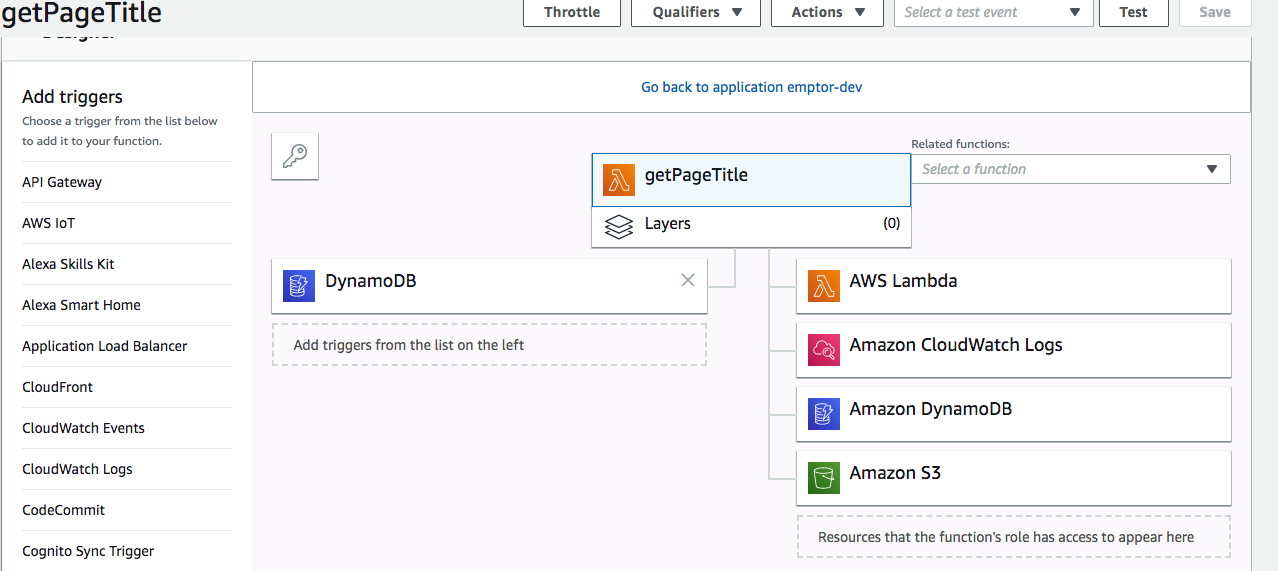 getPageTitle
Throttle
Qualifiers
Actions
Select a test event
Test
Save
Designer
Add triggers
Choose a trigger from the list below
to add it to your function.
API Gateway
AWS IoT
Alexa Skills Kit
Alexa Smart Home
Application Load Balancer
CloudFront
CloudWatch Events
CloudWatch Logs
CodeCommit
Cognito Sync Trigger
Go back to application emptor-dev
Related functions:
Select a function
getPageTitle
Layers
(0)
DynamoDB
Add triggers from the list on the left
AWS Lambda
Amazon CloudWatch Logs
Amazon DynamoDB
Amazon S3
Resources that the function's role has access to appear here